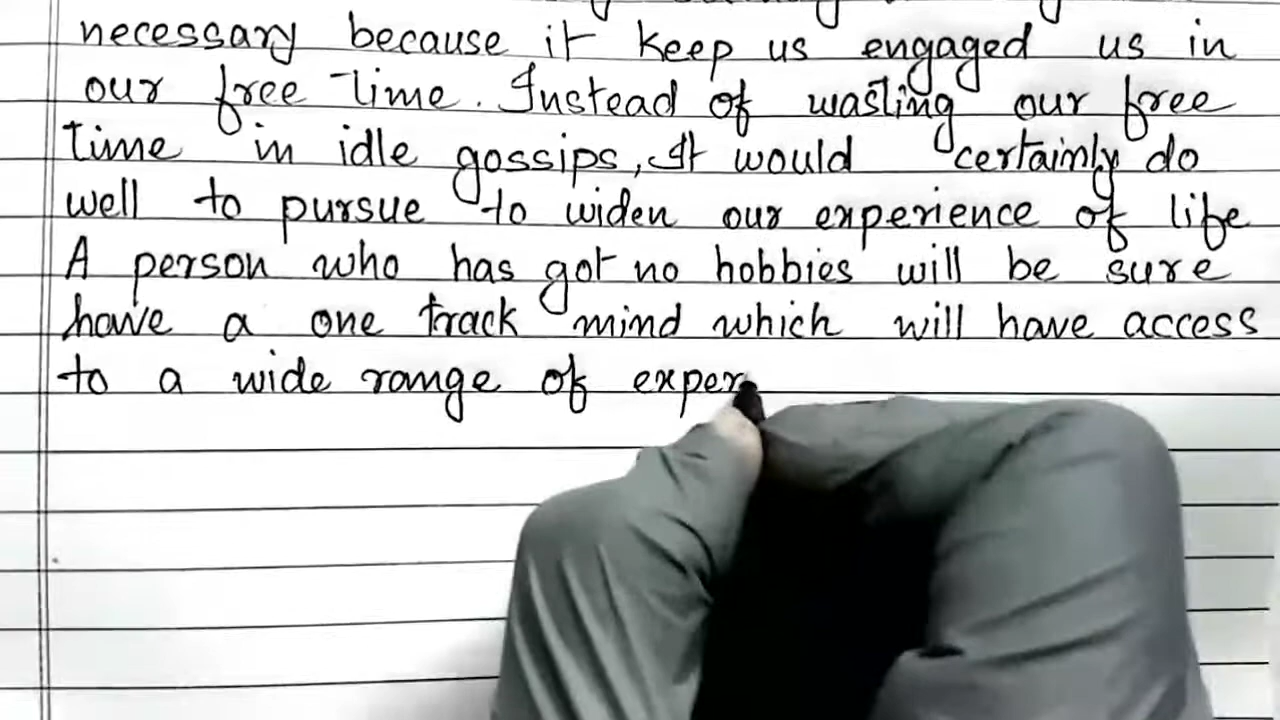 necessary because it keep us engaged us in
our free time. Instead of wasting our free
time in idle gossips, It would certainly do
well to pursue to widen our experience of life
A person who has got no hobbies will be sure
have a one track mind which will have access
to a wide range of exper